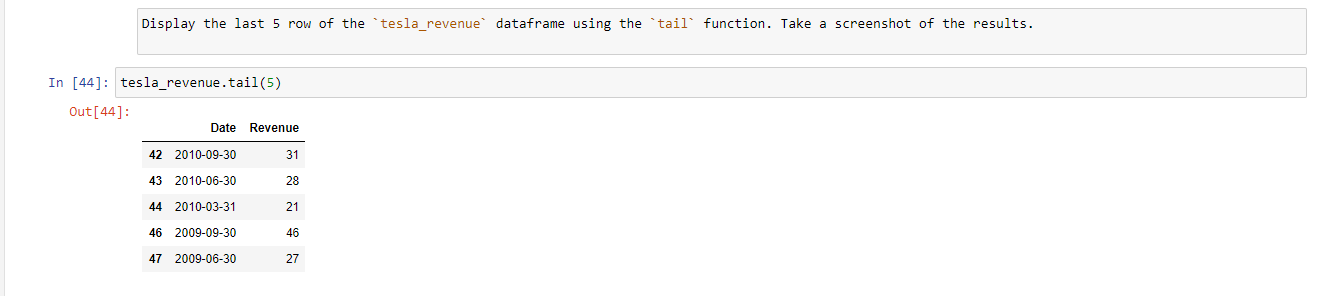 Display the last 5 row of the `tesla_revenue` dataframe using the `tail` function. Take a screenshot of the results.
In [44]: tesla_revenue.tail(5)
Out[44]:
Date Revenue
42 2010-09-30 31
43 2010-06-30 28
44 2010-03-31 21
46 2009-09-30 46
47 2009-06-30 27